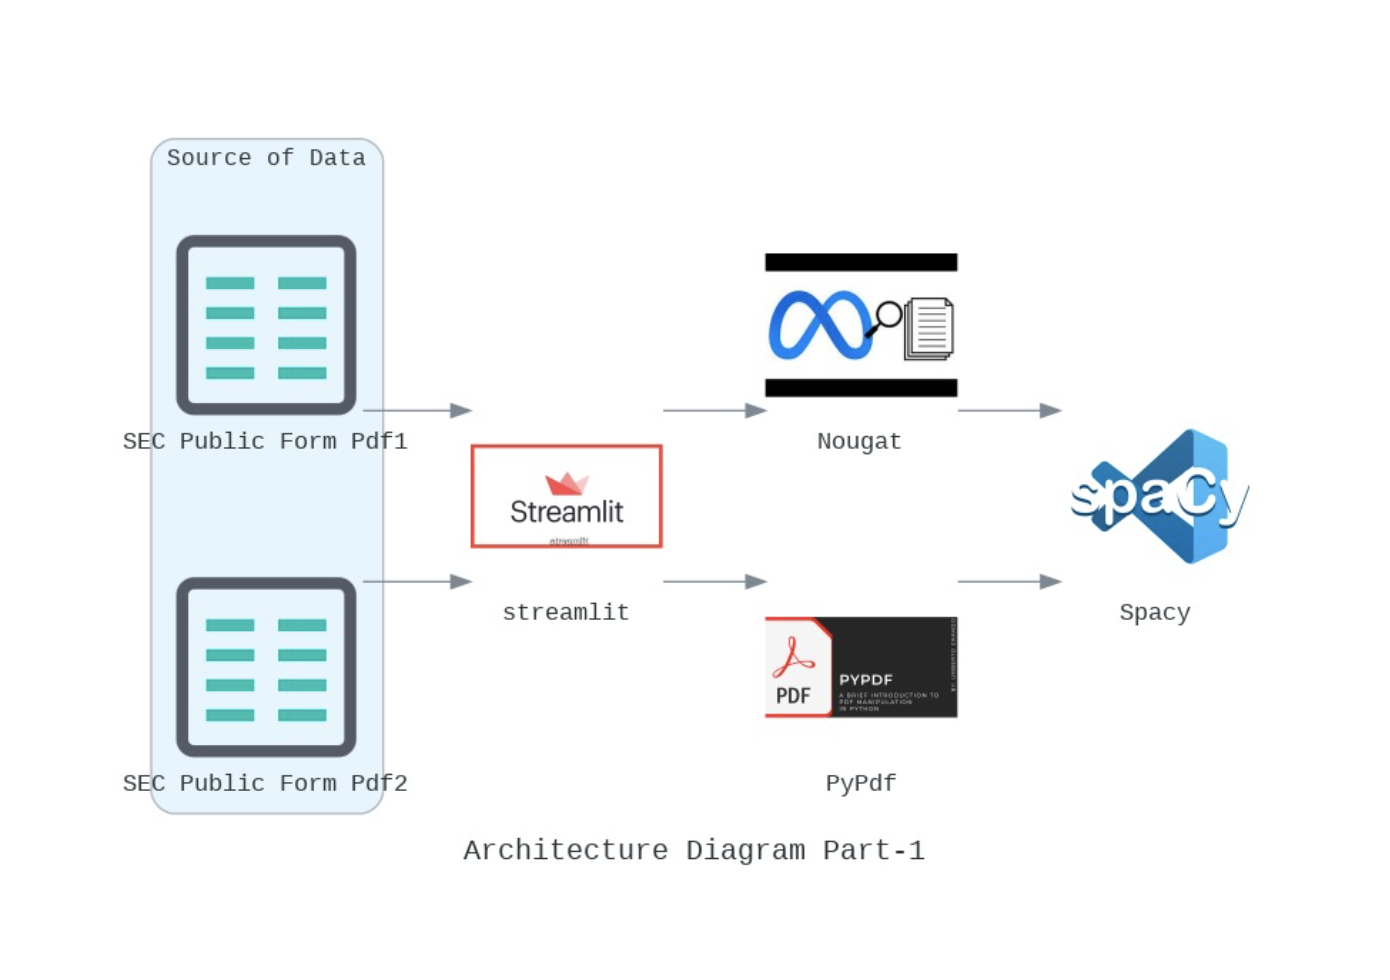 Source of Data
SEC Public Form Pdf1
SEC Public Form Pdf2
Streamlit
streamlit
streamlit
Nougat
PDF
PYPDF
A BRIEF INTRODUCTION TO
PDF MANIPULATION
IN PYTHON
PyPdf
spaCy
Spacy
Architecture Diagram Part-1